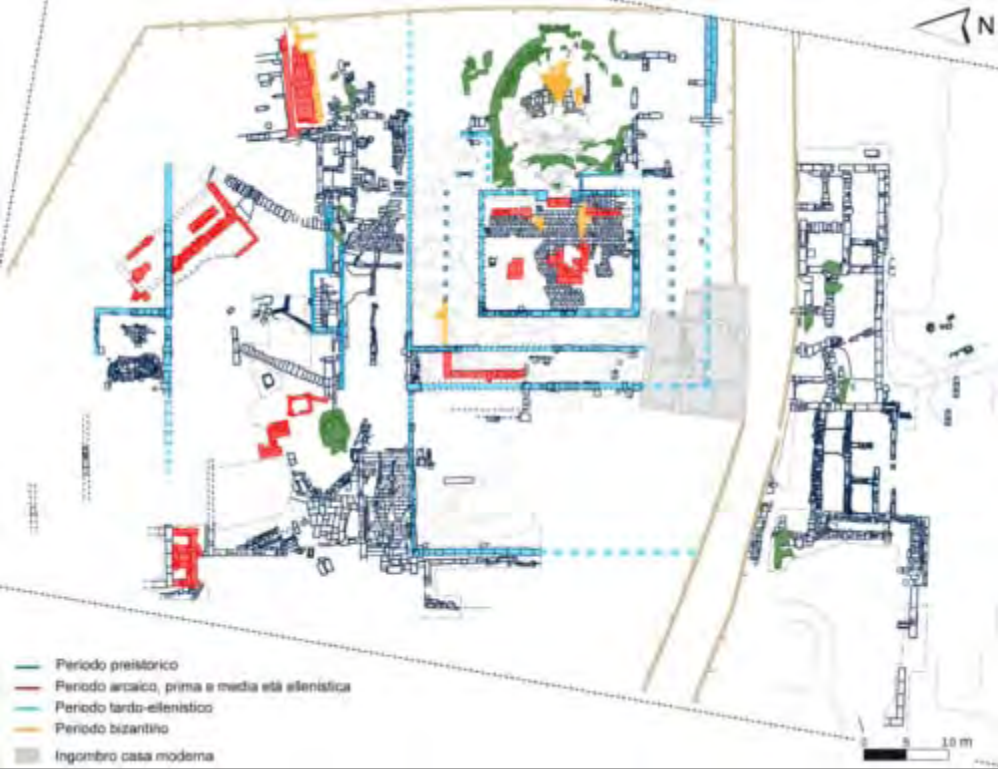 N
Periodo preistorico
Periodo arcaico, prima e media età ellenistica
Periodo tardo-ellenistico
Periodo bizantino
Ingombro casa moderna
0 5 10 m